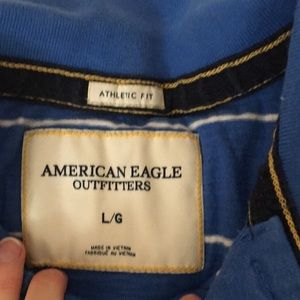 ATHLETIC FIT
AMERICAN EAGLE
OUTFITTERS
L/G
MADE IN VIETNAM
FABRIQUÉ AU VIETNAM